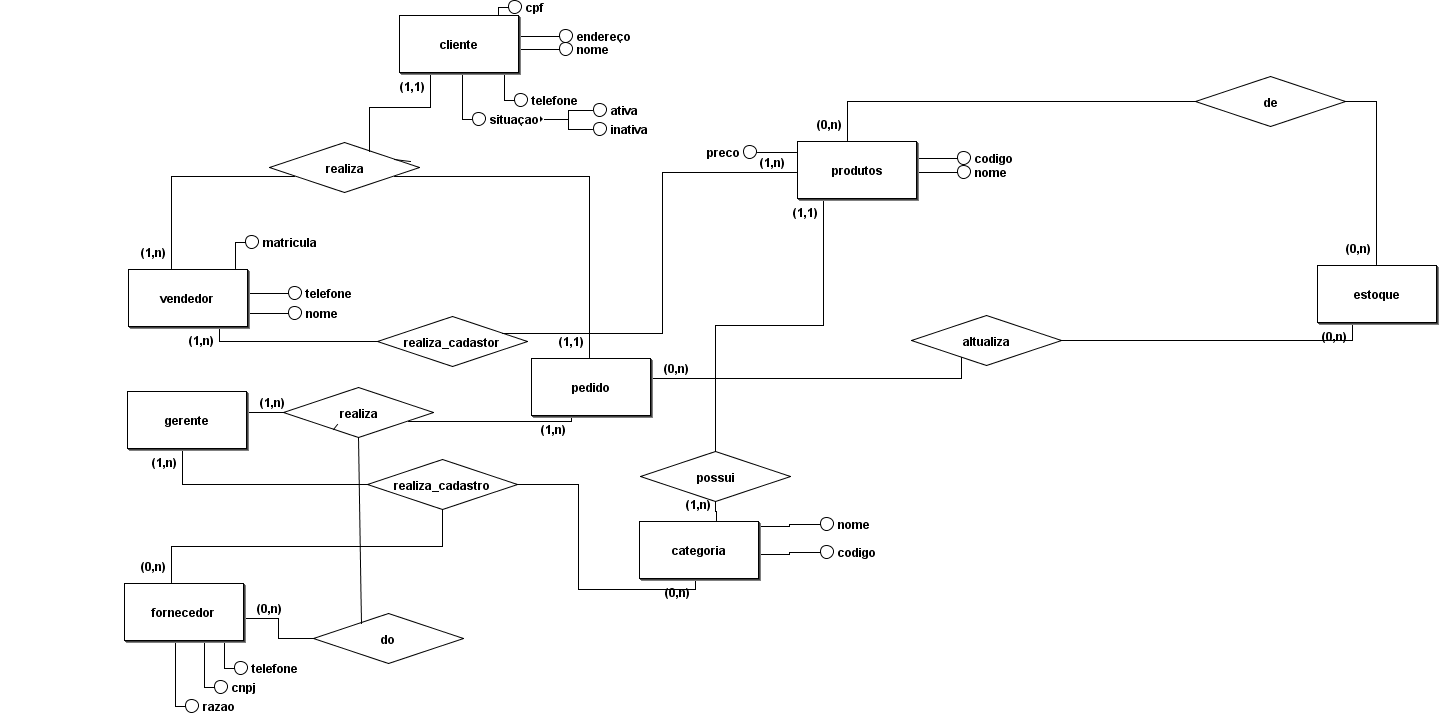 cpf
cliente
endereço
nome
(1,1)
telefone
situaçao
ativa
inativa
realiza
de
(0,n)
preco
(1,n)
produtos
codigo
nome
(1,1)
(1,n)
matricula
vendedor
telefone
nome
(1,n)
realiza_cadastor
(1,1)
(0,n)
estoque
(0,n)
altualiza
pedido
(0,n)
(1,n)
gerente
(1,n)
realiza
(1,n)
realiza_cadastro
possui
(1,n)
categoria
nome
codigo
(0,n)
(0,n)
fornecedor
(0,n)
do
telefone
cnpj
razao